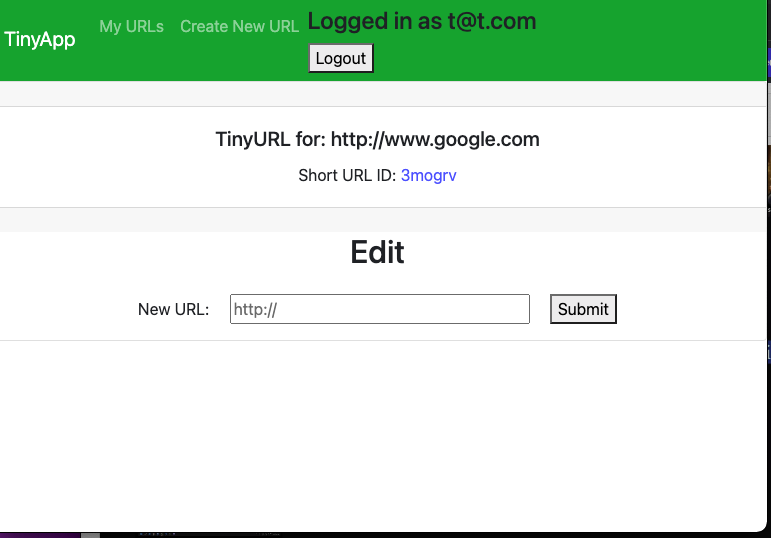 TinyApp My URLs Create New URL Logged in as t@t.com
Logout
TinyURL for: http://www.google.com
Short URL ID: 3mogrv
Edit
New URL: http:// Submit